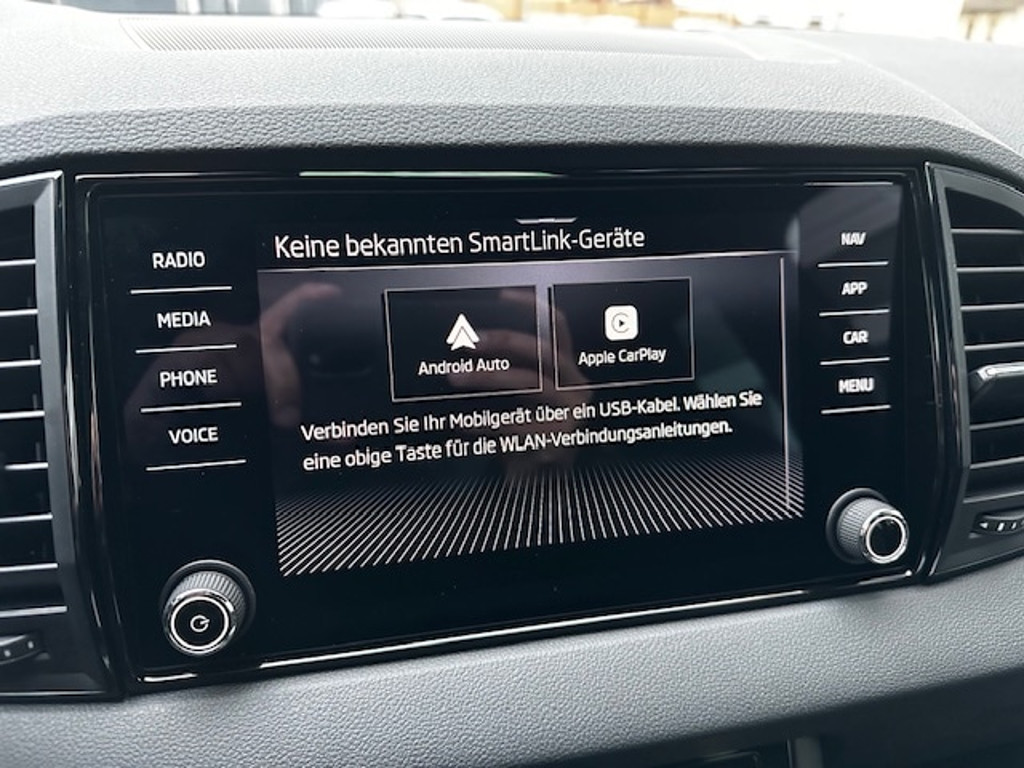 Keine bekannten SmartLink-Geräte
RADIO
MEDIA
PHONE
VOICE
Android Auto
Apple CarPlay
Verbinden Sie Ihr Mobilgerät über ein USB-Kabel. Wählen Sie
eine obige Taste für die WLAN-Verbindungsanleitungen.
NAV
APP
CAR
MENU